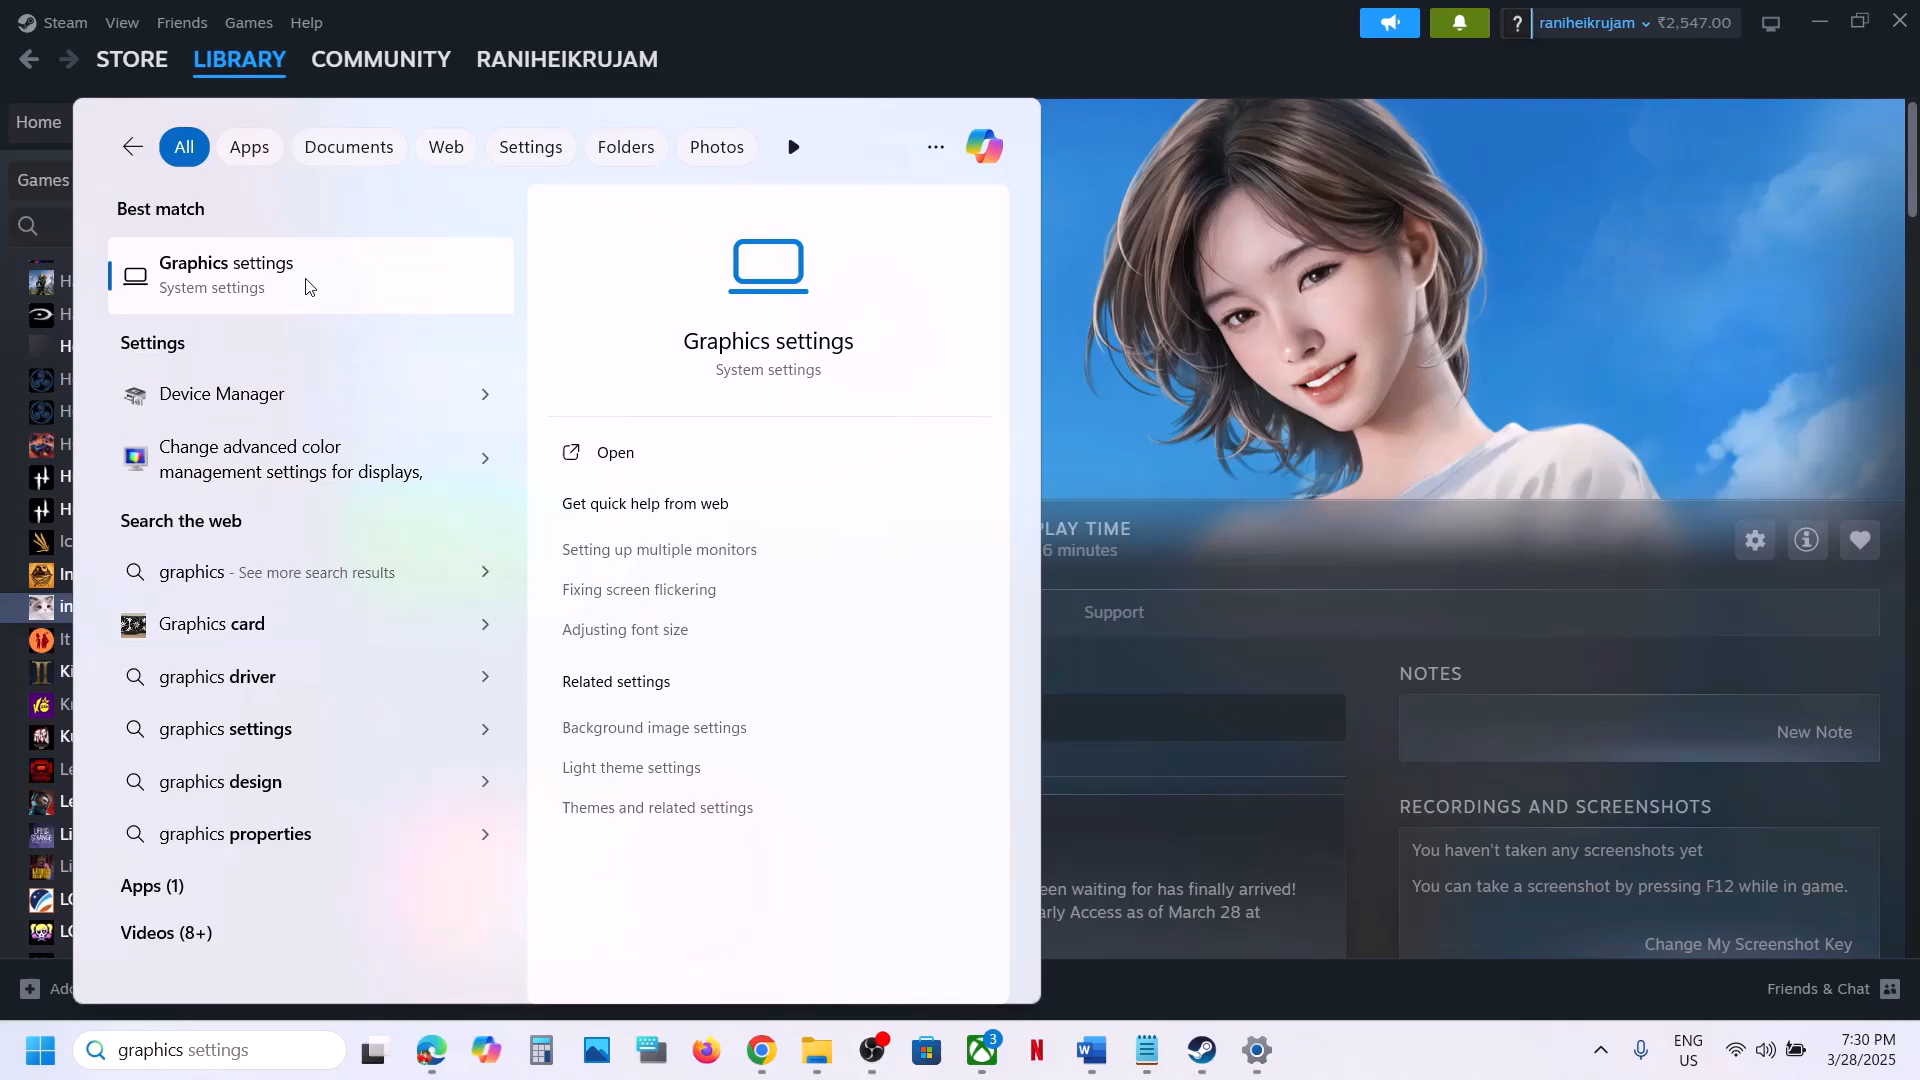 Steam View Friends Games Help
? raniheikrujam ₹2,547.00
STORE LIBRARY COMMUNITY RANIHEIKRUJAM
Home
Games
All Apps Documents Web Settings Folders Photos
Best match
Graphics settings
System settings
Settings
Device Manager
Change advanced color
management settings for displays,
Search the web
graphics - See more search results
Graphics card
graphics driver
graphics settings
graphics design
graphics properties
Apps (1)
Videos (8+)
Graphics settings
System settings
Open
Get quick help from web
Setting up multiple monitors
Fixing screen flickering
Adjusting font size
Related settings
Background image settings
Light theme settings
Themes and related settings
PLAY TIME
6 minutes
Support
NOTES
New Note
RECORDINGS AND SCREENSHOTS
You haven't taken any screenshots yet
You can take a screenshot by pressing F12 while in game.
Change My Screenshot Key
een waiting for has finally arrived!
arly Access as of March 28 at
Friends & Chat
graphics settings
3
ENG
US
7:30 PM
3/28/2025